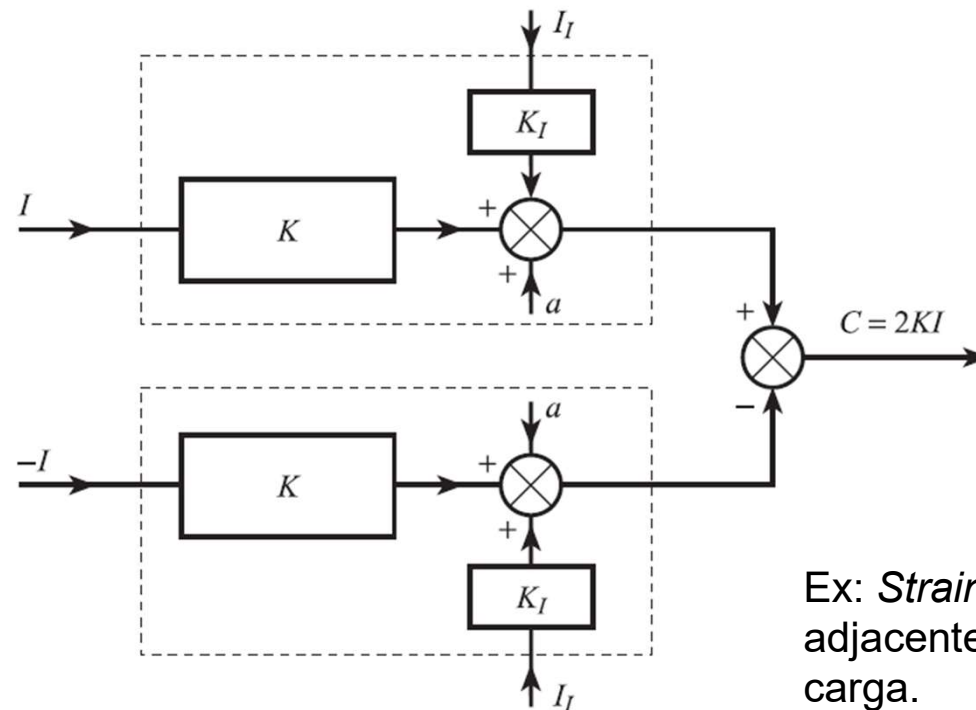 I_I
K_I
I
K
+
+
a
+
C = 2KI
−
a
−I
K
+
+
K_I
I_I
Ex: Strain
adjacente
carga.